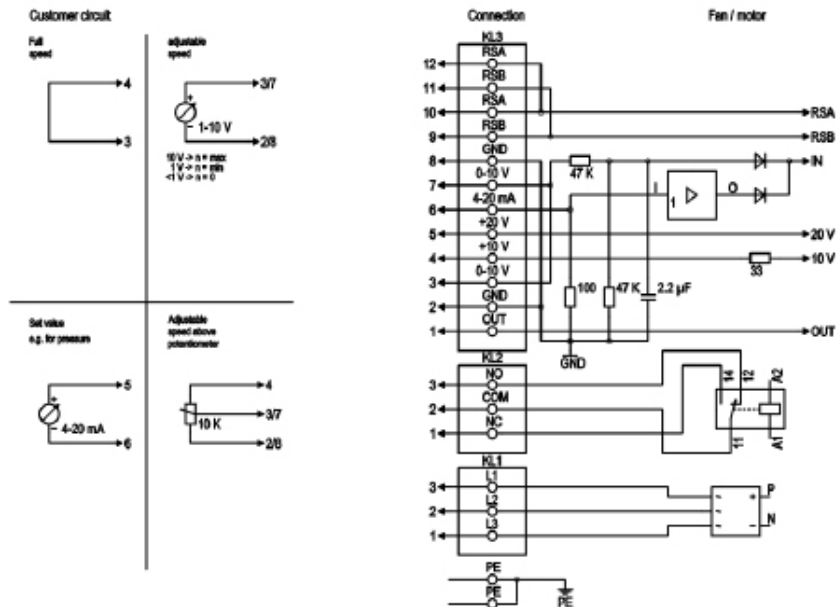 Customer circuit
Full
speed
4
3
adjustable
speed
3/7
+
1-10 V
−
2/8
10 V -> n = max
1 V -> n = min
<1 V -> n = 0
Set value
e.g. for pressure
5
+
4-20 mA
−
6
Adjustable
speed above
potentiometer
4
3/7
10 K
2/8
Connection
Fan / motor
KL3
RSA
12
RSB
11
RSA
10
RSA
RSB
9
RSB
GND
8
IN
0-10 V
47 K
7
4-20 mA
I
1
O
6
+20 V
5
20 V
+10 V
4
10 V
33
0-10 V
3
100
47 K
2.2 µF
GND
2
OUT
1
OUT
GND
KL2
NO
3
14
12
A2
COM
2
NC
1
11
A1
KL1
L1
3
~
+
P
L2
2
~
L3
1
~
−
N
PE
PE
PE